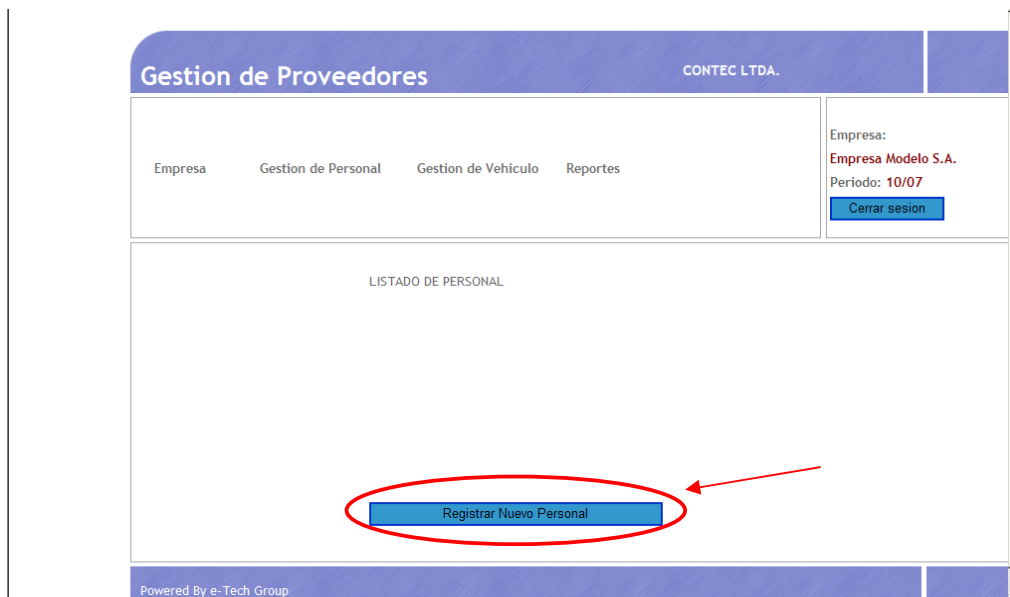 Gestion de Proveedores
CONTEC LTDA.
Empresa Gestion de Personal Gestion de Vehiculo Reportes
Empresa:
Empresa Modelo S.A.
Periodo: 10/07
Cerrar sesion
LISTADO DE PERSONAL
Registrar Nuevo Personal
Powered By e-Tech Group